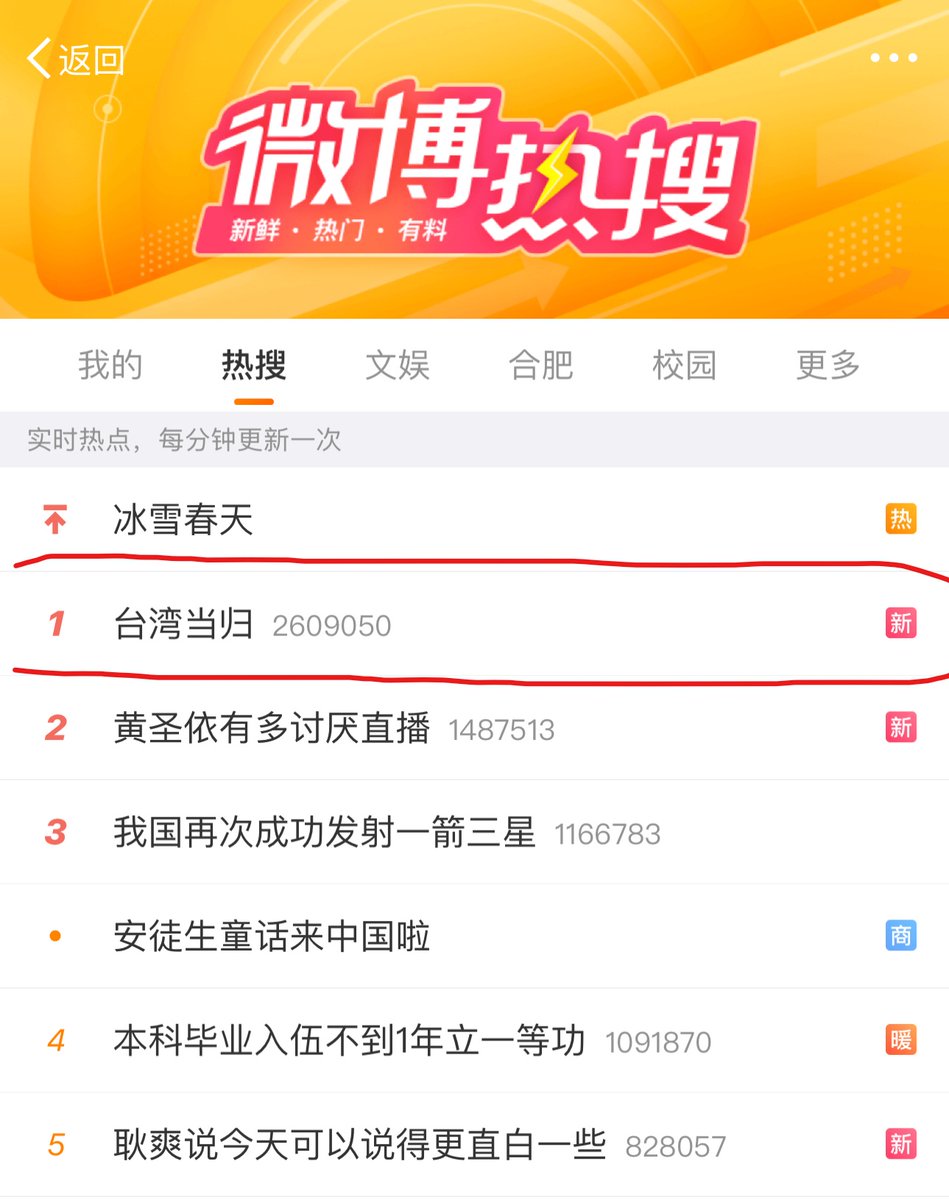 返回
微博热搜
新鲜·热门·有料
我的 热搜 文娱 合肥 校园 更多
实时热点，每分钟更新一次
冰雪春天 热
1 台湾当归 2609050 新
2 黄圣依有多讨厌直播 1487513 新
3 我国再次成功发射一箭三星 1166783
安徒生童话来中国啦 商
4 本科毕业入伍不到1年立一等功 1091870 暖
5 耿爽说今天可以说得更直白一些 828057 新